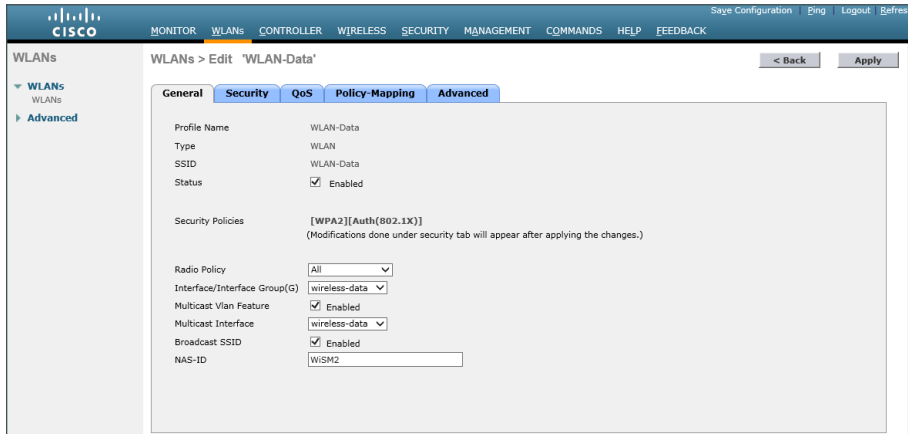 Save Configuration | Ping | Logout | Refres
CISCO
MONITOR WLANs CONTROLLER WIRELESS SECURITY MANAGEMENT COMMANDS HELP FEEDBACK
WLANs
WLANs > Edit 'WLAN-Data'
< Back
Apply
WLANs
WLANs
Advanced
General Security QoS Policy-Mapping Advanced
Profile Name WLAN-Data
Type WLAN
SSID WLAN-Data
Status Enabled
Security Policies [WPA2][Auth(802.1X)]
(Modifications done under security tab will appear after applying the changes.)
Radio Policy All
Interface/Interface Group(G) wireless-data
Multicast Vlan Feature Enabled
Multicast Interface wireless-data
Broadcast SSID Enabled
NAS-ID WiSM2